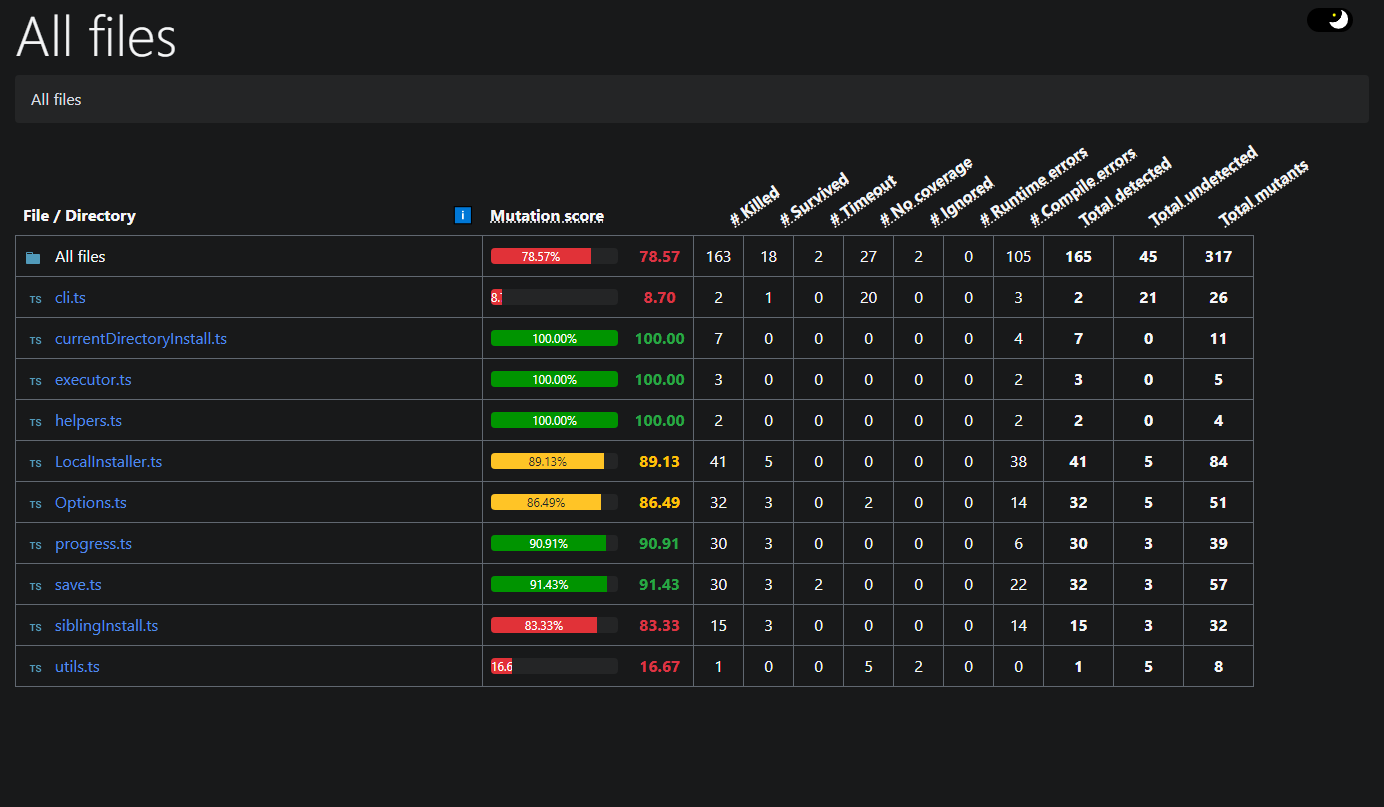 All files
All files
File / Directory i Mutation score # Killed # Survived # Timeout # No coverage # Ignored # Runtime errors # Compile errors Total detected Total undetected Total mutants
All files 78.57% 78.57 163 18 2 27 2 0 105 165 45 317
TS cli.ts 8.7 8.70 2 1 0 20 0 0 3 2 21 26
TS currentDirectoryInstall.ts 100.00% 100.00 7 0 0 0 0 0 4 7 0 11
TS executor.ts 100.00% 100.00 3 0 0 0 0 0 2 3 0 5
TS helpers.ts 100.00% 100.00 2 0 0 0 0 0 2 2 0 4
TS LocalInstaller.ts 89.13% 89.13 41 5 0 0 0 0 38 41 5 84
TS Options.ts 86.49% 86.49 32 3 0 2 0 0 14 32 5 51
TS progress.ts 90.91% 90.91 30 3 0 0 0 0 6 30 3 39
TS save.ts 91.43% 91.43 30 3 2 0 0 0 22 32 3 57
TS siblingInstall.ts 83.33% 83.33 15 3 0 0 0 0 14 15 3 32
TS utils.ts 16.6 16.67 1 0 0 5 2 0 0 1 5 8